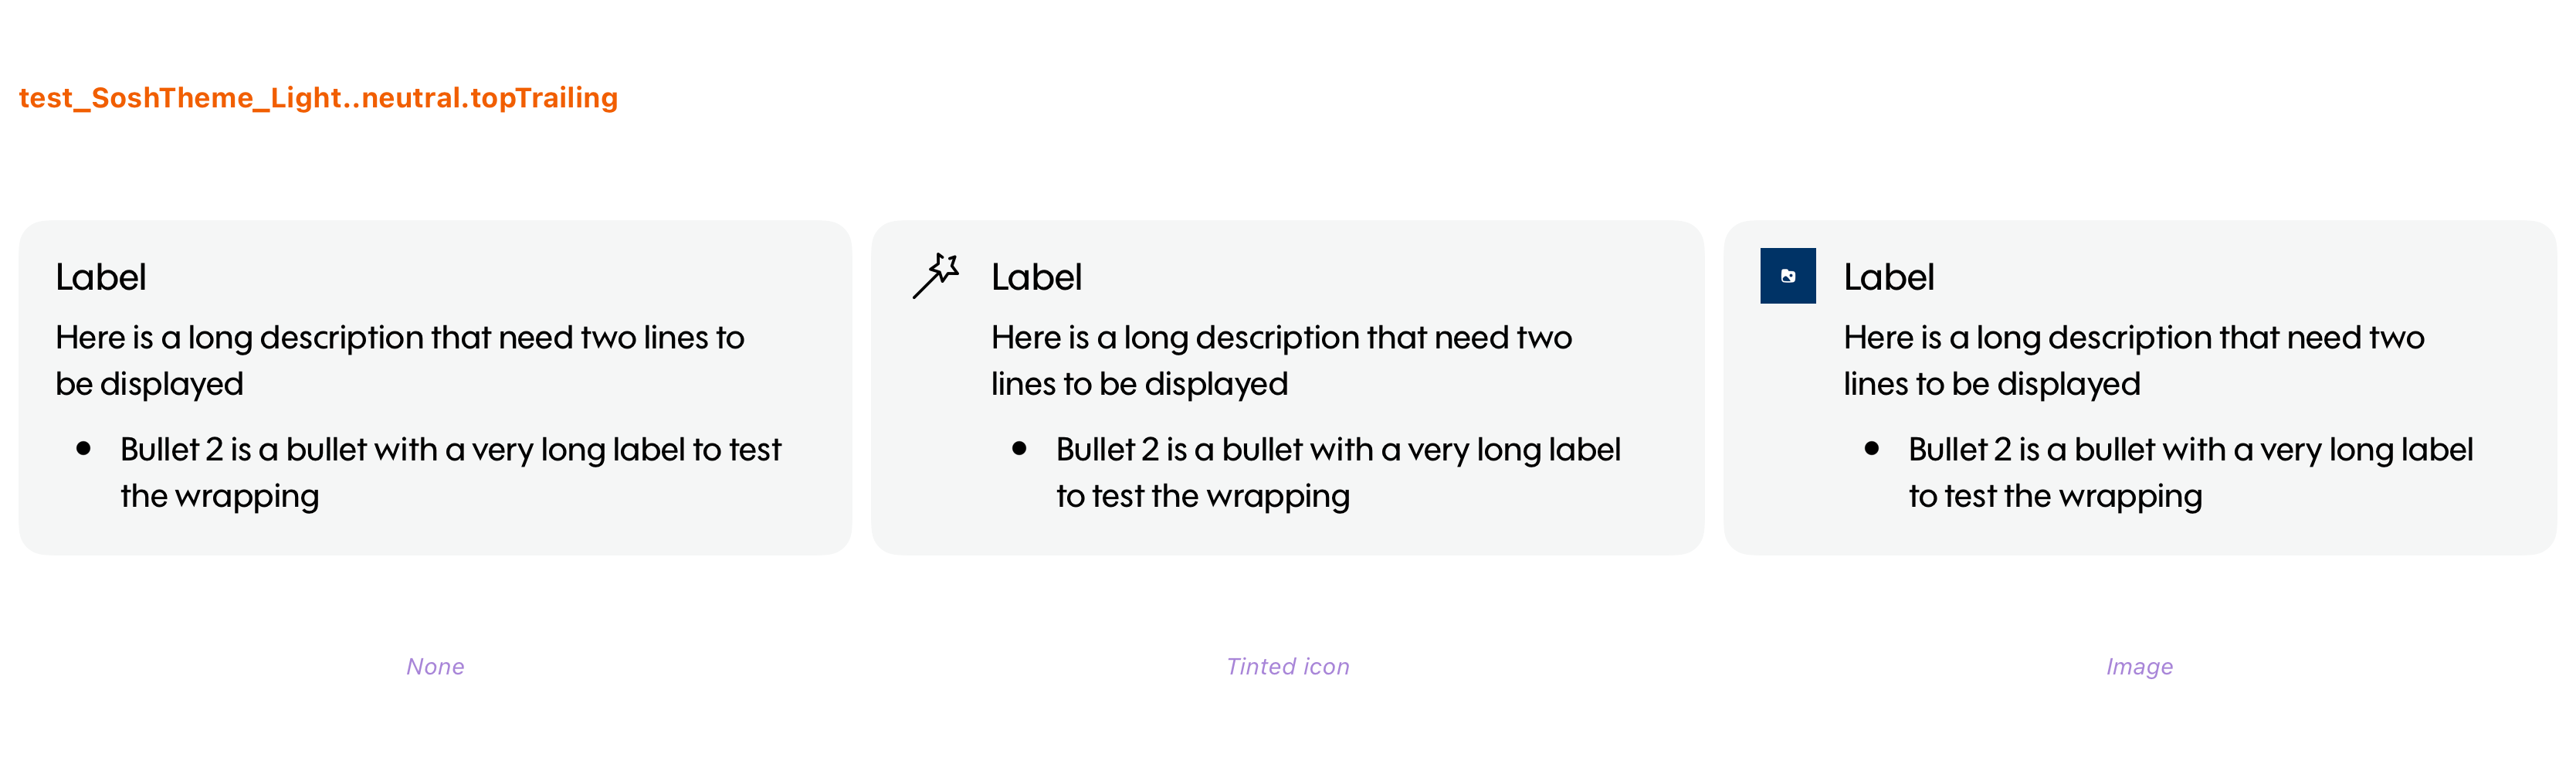 test_SoshTheme_Light..neutral.topTrailing
Label
Here is a long description that need two lines to
be displayed
• Bullet 2 is a bullet with a very long label to test
the wrapping
None
Label
Here is a long description that need two
lines to be displayed
• Bullet 2 is a bullet with a very long label
to test the wrapping
Tinted icon
Label
Here is a long description that need two
lines to be displayed
• Bullet 2 is a bullet with a very long label
to test the wrapping
Image